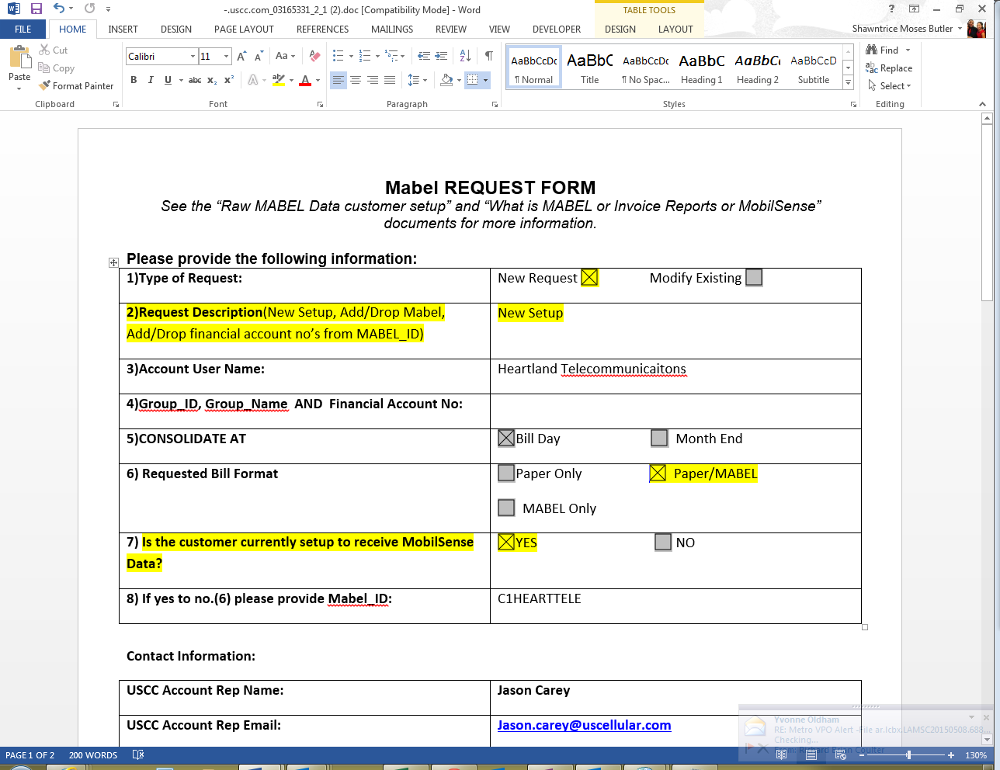 -.uscc.com_03165331_2_1 (2).doc [Compatibility Mode] - Word
TABLE TOOLS
FILE HOME INSERT DESIGN PAGE LAYOUT REFERENCES MAILINGS REVIEW VIEW DEVELOPER DESIGN LAYOUT
Shawntrice Moses Butler
Paste
Cut
Copy
Format Painter
Clipboard
Calibri 11
Font
Paragraph
AaBbCcDc AaBbC AaBbCcDc AaBbC AaBbC AaBbCcD
¶ Normal Title ¶ No Spac... Heading 1 Heading 2 Subtitle
Styles
Find
Replace
Select
Editing
Mabel REQUEST FORM
See the “Raw MABEL Data customer setup” and “What is MABEL or Invoice Reports or MobilSense”
documents for more information.
Please provide the following information:
1)Type of Request: New Request Modify Existing
2)Request Description(New Setup, Add/Drop Mabel, New Setup
Add/Drop financial account no’s from MABEL_ID)
3)Account User Name: Heartland Telecommunicaitons
4)Group_ID, Group_Name AND Financial Account No:
5)CONSOLIDATE AT Bill Day Month End
6) Requested Bill Format Paper Only Paper/MABEL
MABEL Only
7) Is the customer currently setup to receive MobilSense YES NO
Data?
8) If yes to no.(6) please provide Mabel_ID: C1HEARTTELE
Contact Information:
USCC Account Rep Name: Jason Carey
USCC Account Rep Email: Jason.carey@uscellular.com
Yvonne Oldham
RE: Metro VPO Alert -File ar.lcbx.LAMSC20150508.688...
Checking...
From: Richard Brian Coulter
PAGE 1 OF 2 200 WORDS 130%